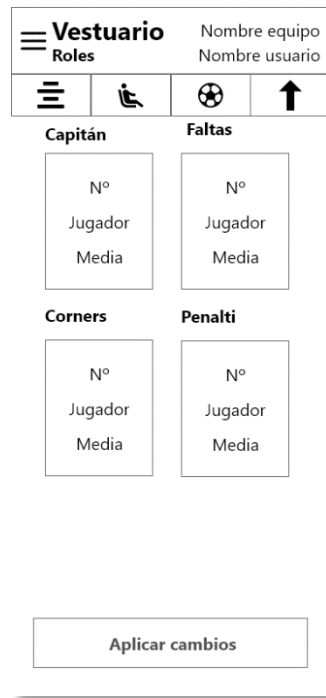 Vestuario
Roles
Nombre equipo
Nombre usuario
Capitán
Faltas
Nº
Jugador
Media
Nº
Jugador
Media
Corners
Penalti
Nº
Jugador
Media
Nº
Jugador
Media
Aplicar cambios